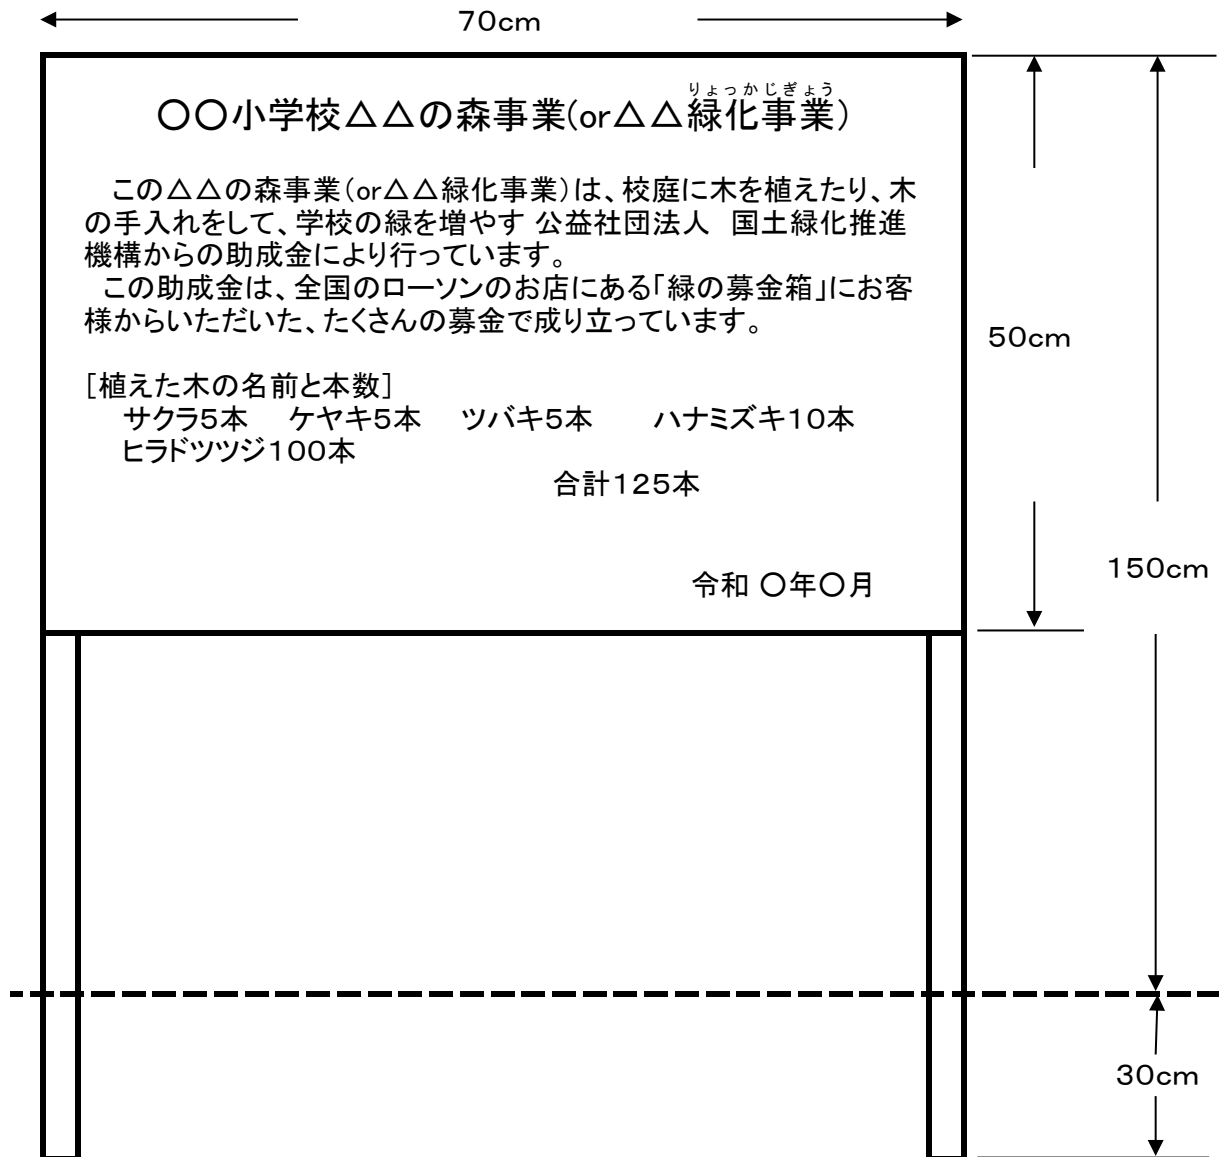 70cm
りょっかじぎょう
〇〇小学校△△の森事業(or△△緑化事業)
この△△の森事業(or△△緑化事業)は、校庭に木を植えたり、木
の手入れをして、学校の緑を増やす 公益社団法人　国土緑化推進
機構からの助成金により行っています。
この助成金は、全国のローソンのお店にある「緑の募金箱」にお客
様からいただいた、たくさんの募金で成り立っています。
[植えた木の名前と本数]
サクラ5本　ケヤキ5本　ツバキ5本　　ハナミズキ10本
ヒラドツツジ100本
合計125本
令和 〇年〇月
50cm
150cm
30cm